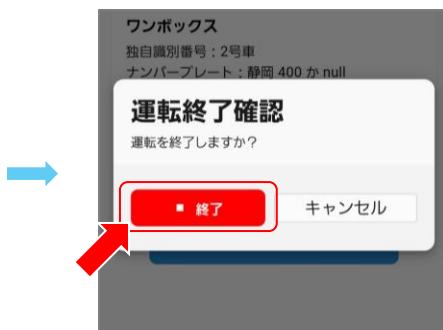 ワンボックス
独自識別番号：2号車
ナンバープレート：静岡 400 か null
運転終了確認
運転を終了しますか？
終了
キャンセル